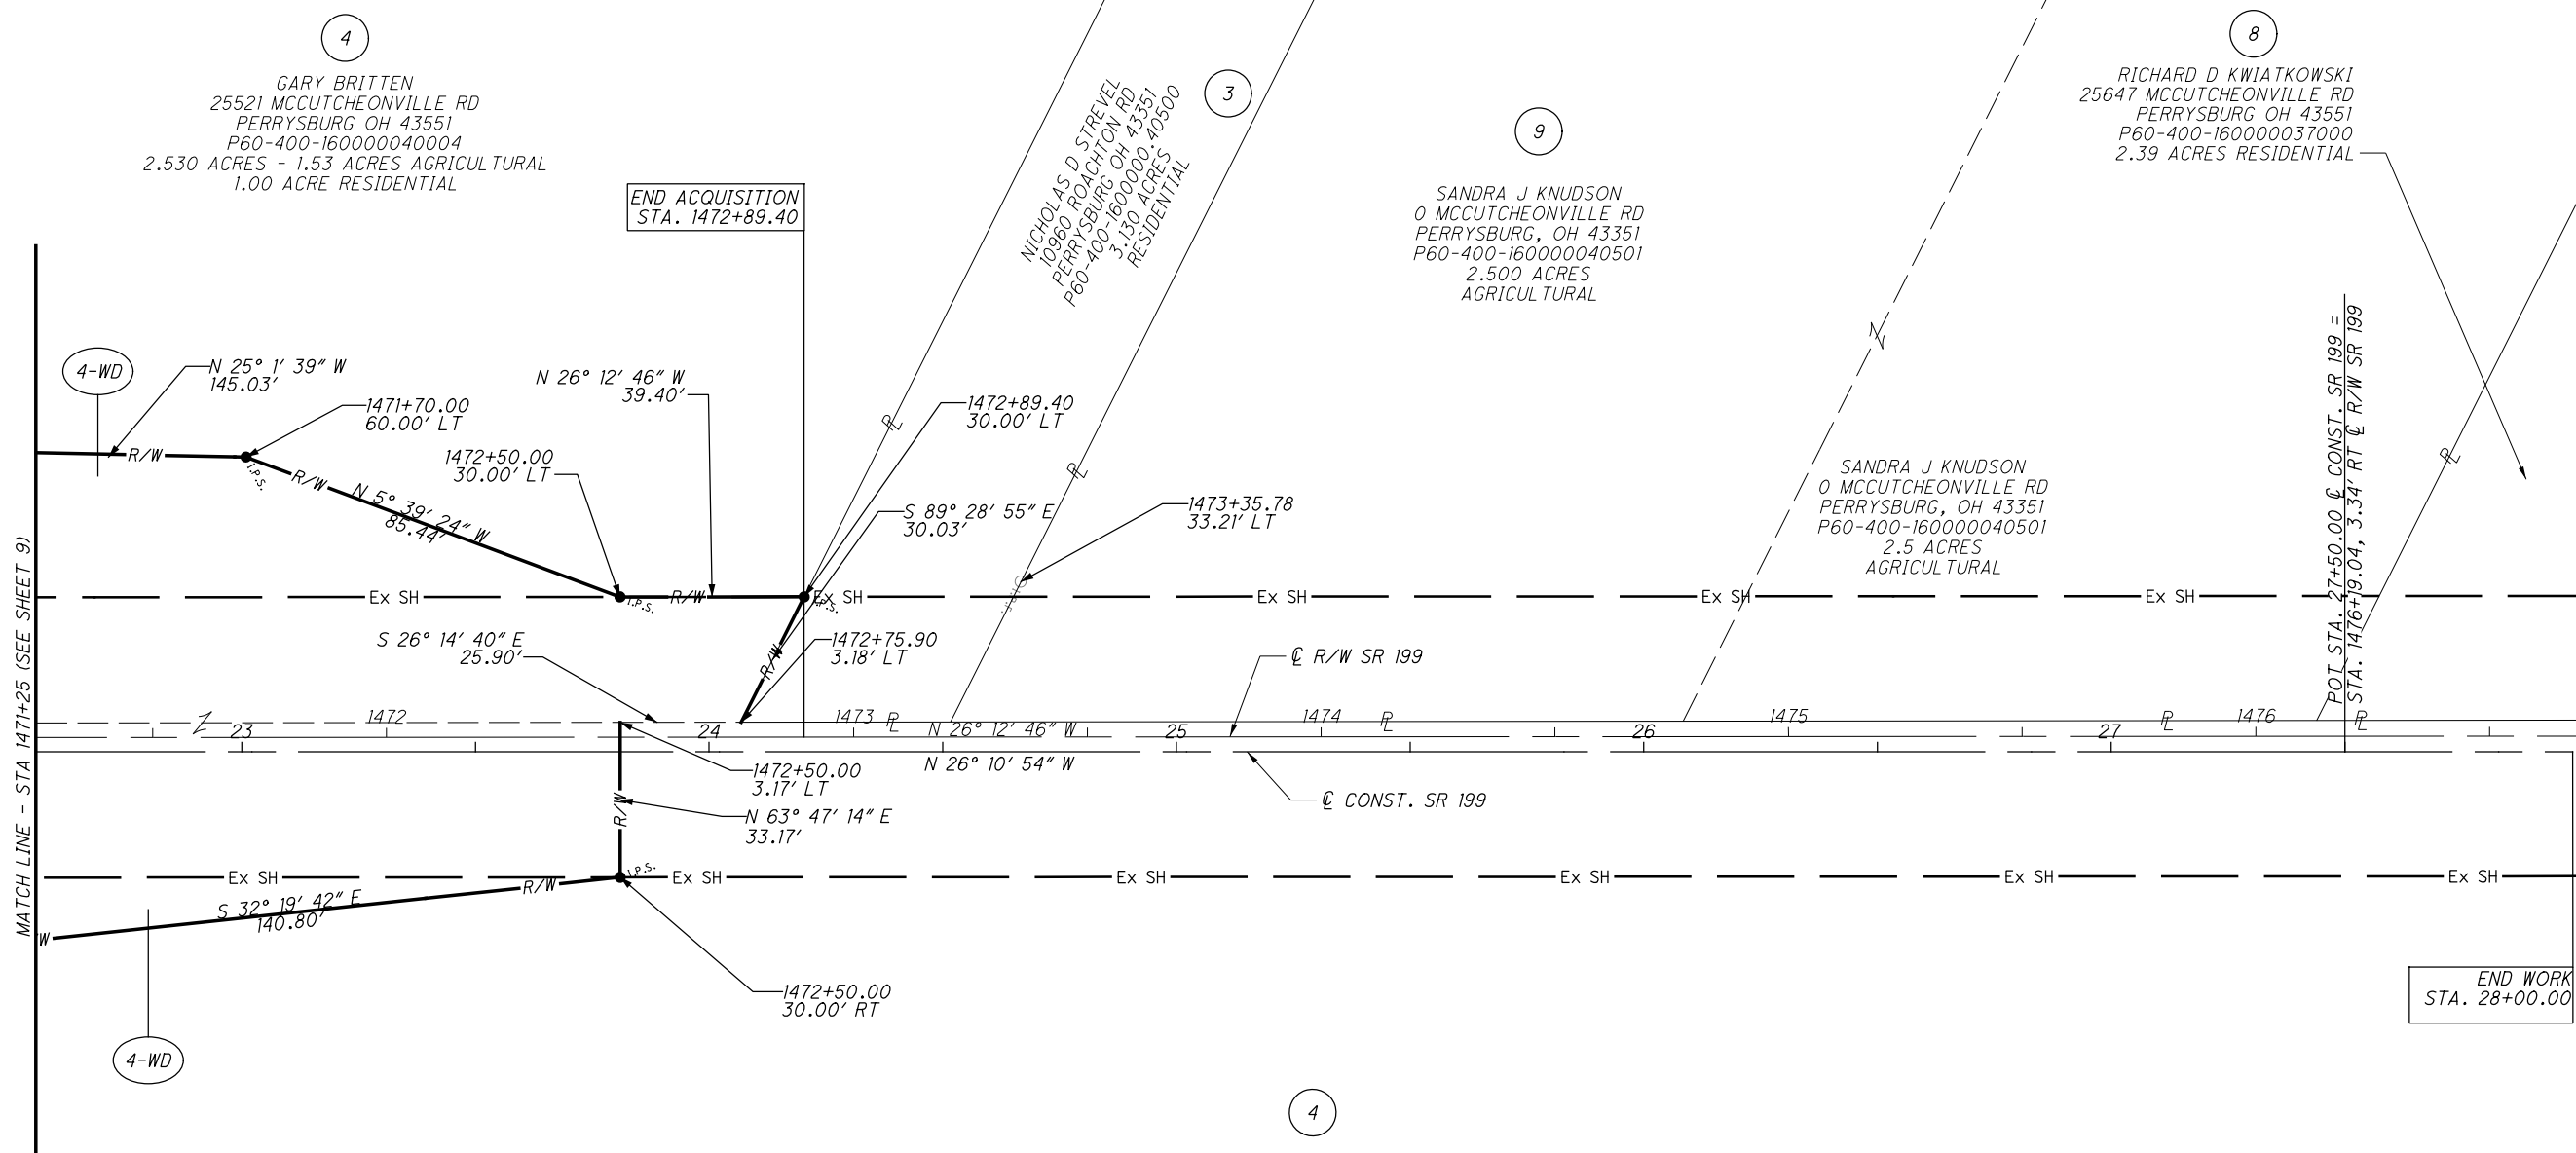 4
GARY BRITTEN
25521 MCCUTCHEONVILLE RD
PERRYSBURG OH 43551
P60-400-160000040004
2.530 ACRES - 1.53 ACRES AGRICULTURAL
1.00 ACRE RESIDENTIAL
END ACQUISITION
STA. 1472+89.40
NICHOLAS D STREVEL
10960 ROACHTON RD
PERRYSBURG OH 43351
P60-400-1600000.40500
3.130 ACRES
RESIDENTIAL
3
9
SANDRA J KNUDSON
0 MCCUTCHEONVILLE RD
PERRYSBURG, OH 43351
P60-400-160000040501
2.500 ACRES
AGRICULTURAL
8
RICHARD D KWIATKOWSKI
25647 MCCUTCHEONVILLE RD
PERRYSBURG OH 43551
P60-400-160000037000
2.39 ACRES RESIDENTIAL
4-WD
N 25° 1' 39" W
145.03'
1471+70.00
60.00' LT
N 26° 12' 46" W
39.40'
1472+50.00
30.00' LT
1472+89.40
30.00' LT
S 89° 28' 55" E
30.03'
1473+35.78
33.21' LT
SANDRA J KNUDSON
0 MCCUTCHEONVILLE RD
PERRYSBURG, OH 43351
P60-400-160000040501
2.5 ACRES
AGRICULTURAL
POT STA. 27+50.00 ℄ CONST. SR 199 =
STA. 1476+19.04, 3.34' RT ℄ R/W SR 199
R/W
R/W
I.P.S.
R/W
N 5° 39' 24" W
85.44'
℄
℄
℄
MATCH LINE - STA 1471+25 (SEE SHEET 9)
Ex SH
I.P.S.
R/W
I.P.S.
Ex SH
Ex SH
Ex SH
Ex SH
S 26° 14' 40" E
25.90'
R/W
1472+75.90
3.18' LT
℄ R/W SR 199
1472
1473
℄
1474
℄
1475
℄
1476
℄
23
24
N 26° 12' 46" W
25
26
27
N 26° 10' 54" W
1472+50.00
3.17' LT
℄ CONST. SR 199
R/W
N 63° 47' 14" E
33.17'
Ex SH
R/W
I.P.S.
Ex SH
Ex SH
Ex SH
Ex SH
Ex SH
S 32° 19' 42" E
140.80'
W
1472+50.00
30.00' RT
END WORK
STA. 28+00.00
4-WD
4